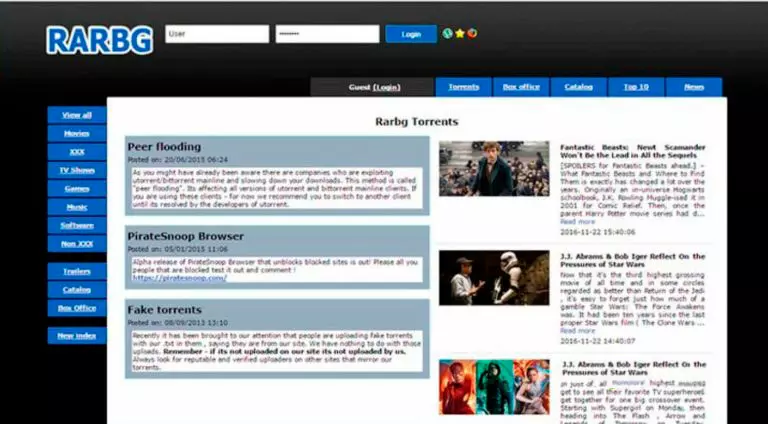 RARBG
User
••••••••
Login
Guest (Login)
Torrents
Box office
Catalog
Top 10
News
View all
Movies
XXX
TV Shows
Games
Music
Software
Non XXX
Trailers
Catalog
Box Office
New index
Rarbg Torrents
Peer flooding
Posted on: 20/06/2015 06:24
As you might have already been aware there are companies who are exploiting
utorrent/bittorrent mainline and slowing down your downloads. This method is called
"peer flooding". Its affecting all versions of utorrent and bittorrent mainline clients. If
you are using these clients - for now we recommend you to switch to another client
until its resolved by the developers of utorrent.
PirateSnoop Browser
Posted on: 05/01/2015 11:06
Alpha release of PirateSnoop Browser that unblocks blocked sites is out! Please all you
people that are blocked test it out and comment !
https://piratesnoop.com/
Fake torrents
Posted on: 08/09/2013 13:10
Recently it has been brought to our attention that people are uploading fake torrents
with our .txt in them , saying they are from our site. We have nothing to do with those
uploads. Remember - if its not uploaded on our site its not uploaded by us.
Always look for reputable and verified uploaders on other sites that mirror our
torrents.
Fantastic Beasts: Newt Scamander
Won't Be the Lead in All the Sequels
[SPOILERS for Fantastic Beasts ahead.] –
What Fantastic Beasts and Where to Find
Them is exactly has changed a lot over the
years. Originally an in-universe Hogwarts
schoolbook, J.K. Rowling Muggle-ised it in
2001 for Comic Relief. Then, once the
parent Harry Potter movie series had d...
Read more
2016-11-22 15:40:06
J.J. Abrams & Bob Iger Reflect On the
Pressures of Star Wars
Now that it's the third highest grossing
movie of all time and in some circles
regarded as better than Return of the Jedi
, it's easy to forget just how much of a
gamble Star Wars: The Force Awakens
was. It had been ten years since the last
proper Star Wars film ( The Clone Wars ...
Read more
2016-11-22 14:40:07
J.J. Abrams & Bob Iger Reflect On the
Pressures of Star Wars
In just of, all highest
get to see all their favorite TV superheroes
get together for one big crossover event.
Starting with Supergirl on Monday, then
heading into The Flash , Arrow and
Legends of Tomorrow on Tuesday,